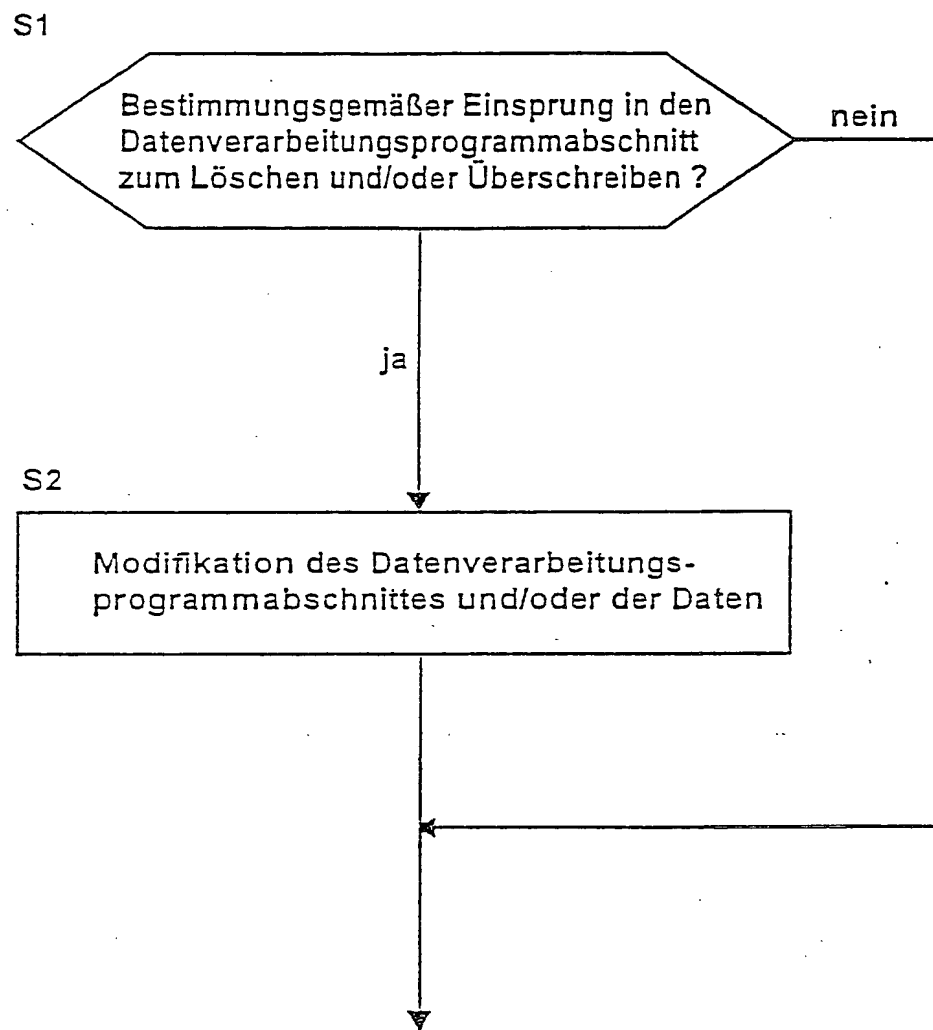 S1
Bestimmungsgemäßer Einsprung in den
Datenverarbeitungsprogrammabschnitt
zum Löschen und/oder Überschreiben ?
nein
ja
S2
Modifikation des Datenverarbeitungs-
programmabschnittes und/oder der Daten